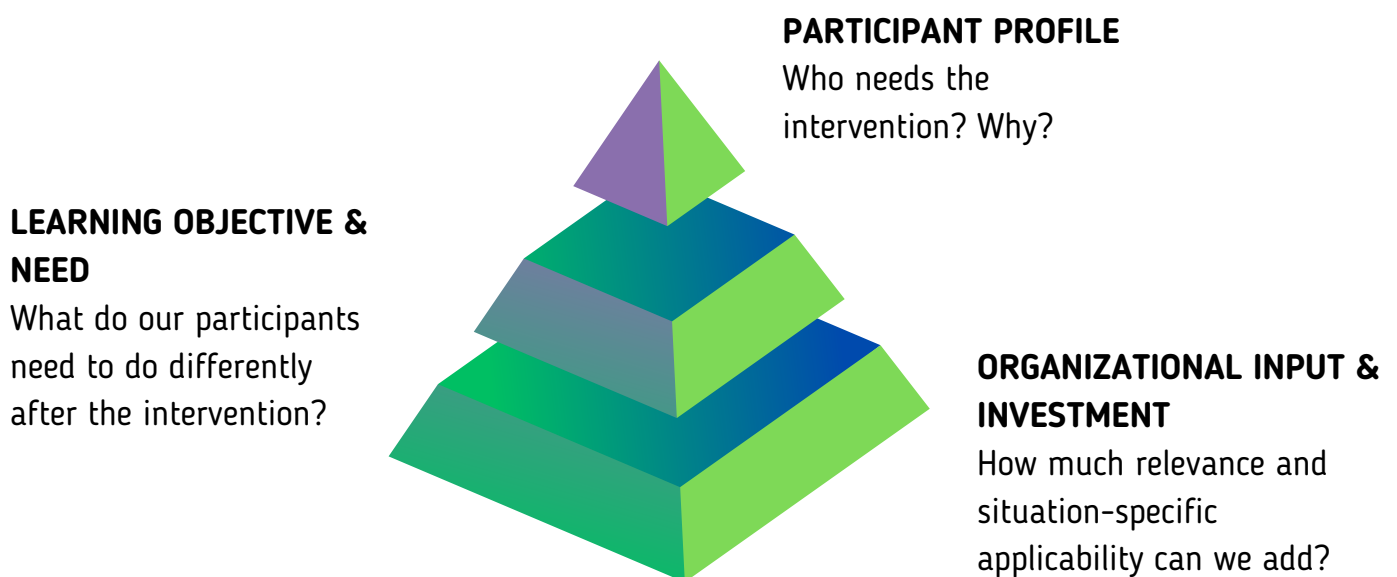 PARTICIPANT PROFILE
Who needs the
intervention? Why?
LEARNING OBJECTIVE &
NEED
What do our participants
need to do differently
after the intervention?
ORGANIZATIONAL INPUT &
INVESTMENT
How much relevance and
situation-specific
applicability can we add?